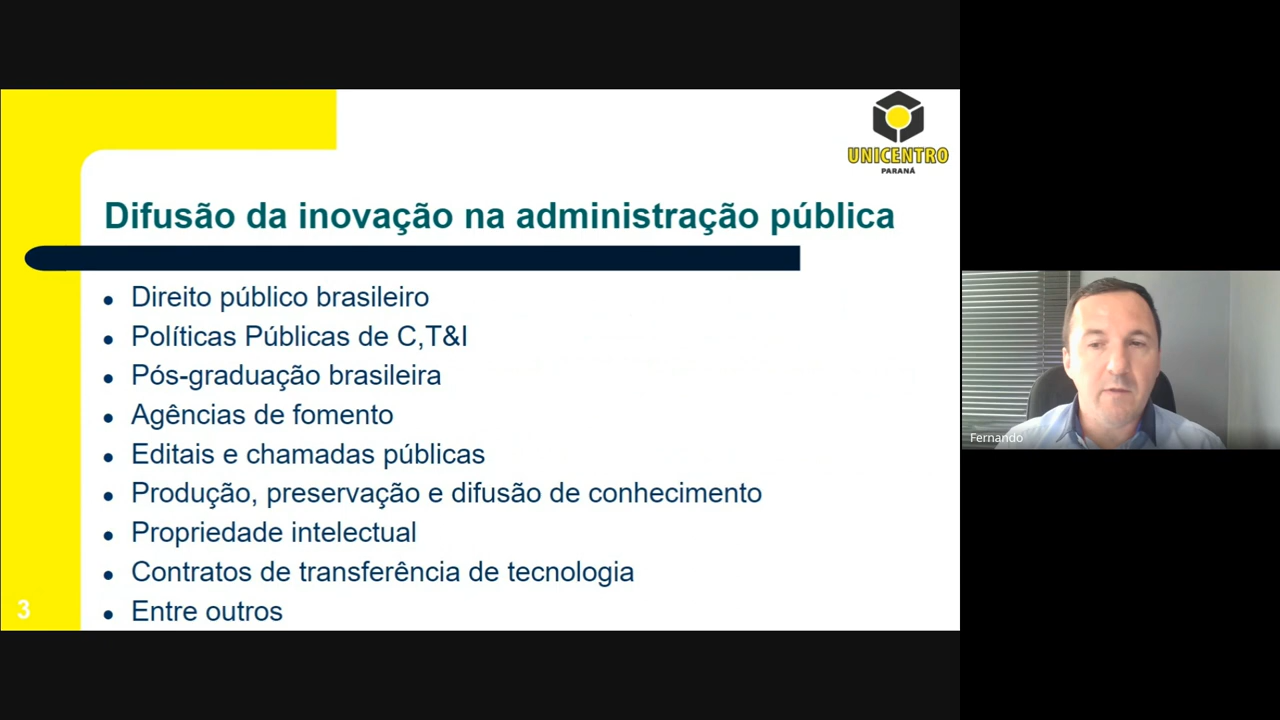 UNICENTRO
PARANÁ
Difusão da inovação na administração pública
Direito público brasileiro
Políticas Públicas de C,T&I
Pós-graduação brasileira
Agências de fomento
Editais e chamadas públicas
Produção, preservação e difusão de conhecimento
Propriedade intelectual
Contratos de transferência de tecnologia
Entre outros
3
Fernando